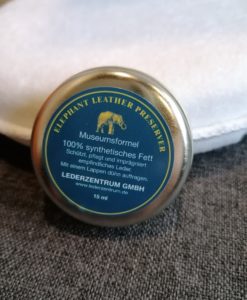 ELEPHANT LEATHER PRESERVER
Museumsformel
100% synthetisches Fett
Schützt, pflegt und imprägniert
empfindliches Leder.
Mit einem Lappen dünn auftragen.
LEDERZENTRUM GMBH
www.lederzentrum.de
15 ml